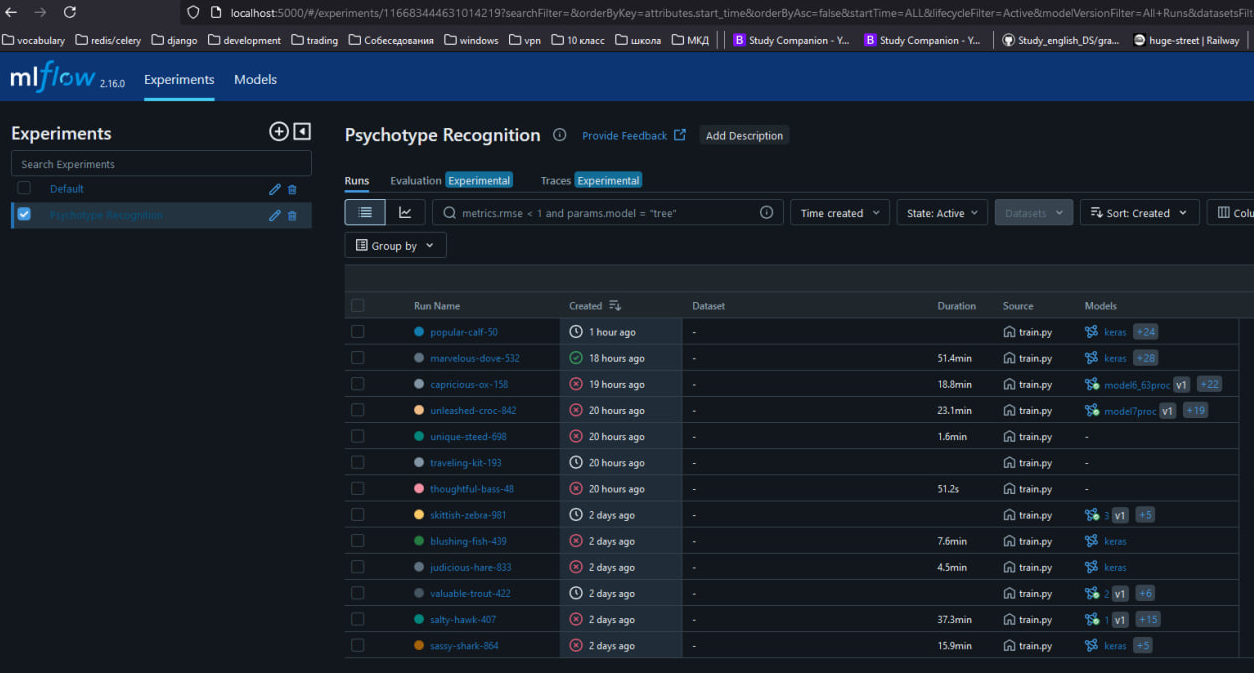 localhost:5000/#/experiments/116683444631014219?searchFilter=&orderByKey=attributes.start_time&orderByAsc=false&startTime=ALL&lifecycleFilter=Active&modelVersionFilter=All+Runs&datasetsFilt
vocabulary redis/celery django development trading Собеседования windows vpn 10 класс школа МКД B Study Companion - Y... B Study Companion - Y... Study_english_DS/gra... huge-street | Railway
mlflow 2.16.0 Experiments Models
Experiments
Search Experiments
Default
Psychotype Recognition
Psychotype Recognition Provide Feedback Add Description
Runs Evaluation Experimental Traces Experimental
metrics.rmse < 1 and params.model = "tree" Time created State: Active Datasets Sort: Created Colu
Group by
Run Name Created Dataset Duration Source Models
popular-calf-50 1 hour ago - train.py keras +24
marvelous-dove-532 18 hours ago - 51.4min train.py keras +28
capricious-ox-158 19 hours ago - 18.8min train.py model6_63proc v1 +22
unleashed-croc-842 20 hours ago - 23.1min train.py model7proc v1 +19
unique-steed-698 20 hours ago - 1.6min train.py -
traveling-kit-193 20 hours ago - train.py -
thoughtful-bass-48 20 hours ago - 51.2s train.py -
skittish-zebra-981 2 days ago - train.py 3 v1 +5
blushing-fish-439 2 days ago - 7.6min train.py keras
judicious-hare-833 2 days ago - 4.5min train.py keras
valuable-trout-422 2 days ago - train.py 2 v1 +6
salty-hawk-407 2 days ago - 37.3min train.py 1 v1 +15
sassy-shark-864 2 days ago - 15.9min train.py keras +5